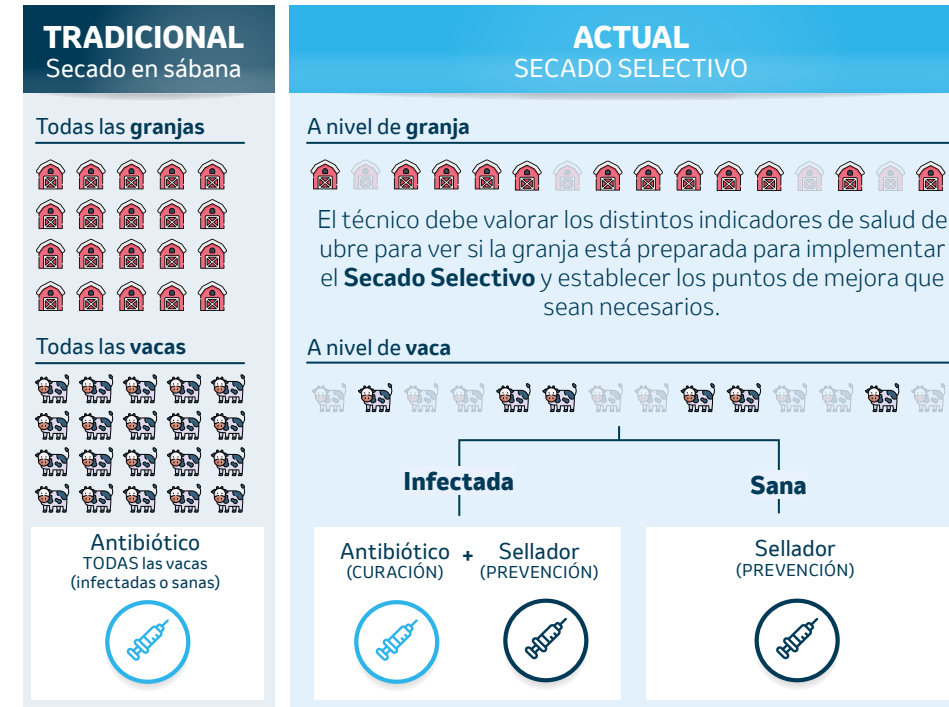 TRADICIONAL
Secado en sábana
Todas las granjas
Todas las vacas
Antibiótico
TODAS las vacas
(infectadas o sanas)
ACTUAL
SECADO SELECTIVO
A nivel de granja
El técnico debe valorar los distintos indicadores de salud de
ubre para ver si la granja está preparada para implementar
el Secado Selectivo y establecer los puntos de mejora que
sean necesarios.
A nivel de vaca
Infectada
Antibiótico + Sellador
(CURACIÓN) (PREVENCIÓN)
Sana
Sellador
(PREVENCIÓN)